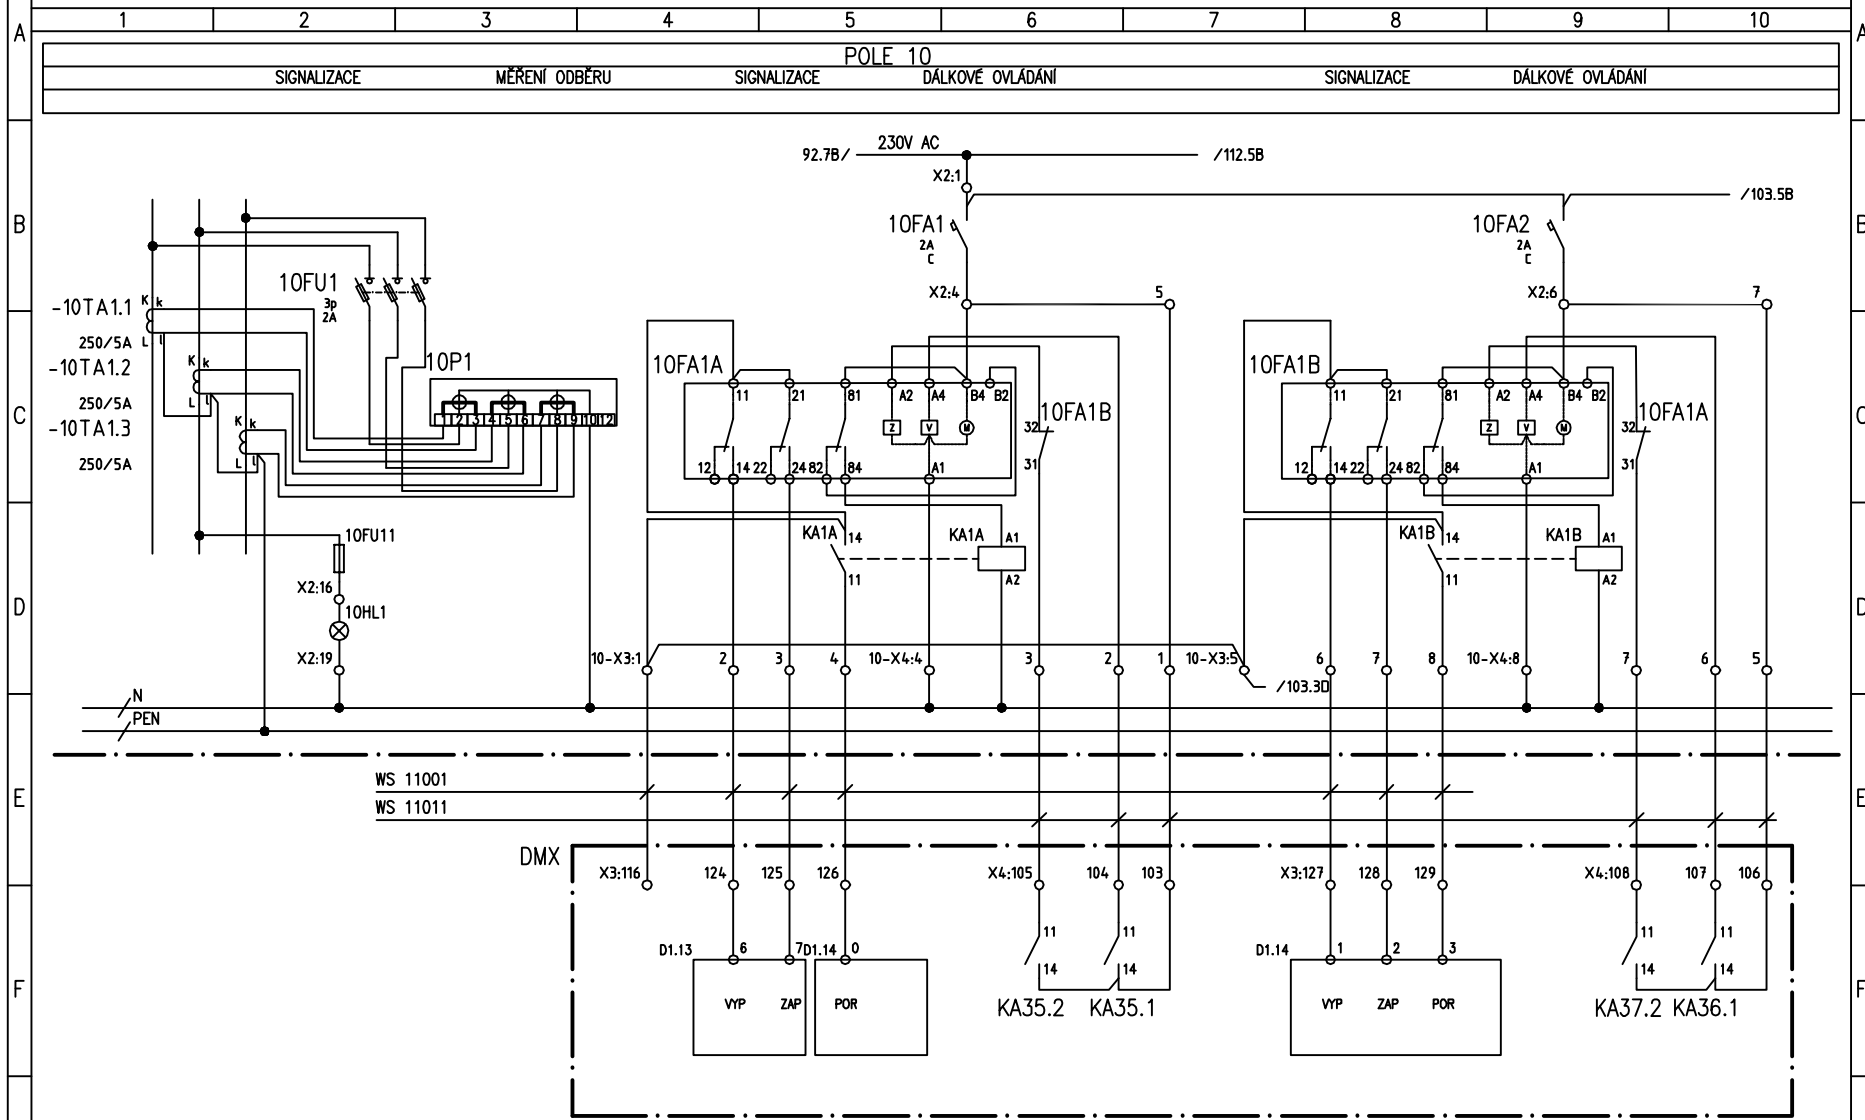 1 2 3 4 5 6 7 8 9 10
A A
POLE 10
SIGNALIZACE MĚŘENÍ ODBĚRU SIGNALIZACE DÁLKOVÉ OVLÁDÁNÍ SIGNALIZACE DÁLKOVÉ OVLÁDÁNÍ
92.7B/ 230V AC /112.5B
X2:1
/103.5B
B 10FA1 10FA2 B
2A 2A
C C
10FU1
3p
2A
X2:4 5 X2:6 7
-10TA1.1 K k
250/5A L l
-10TA1.2 K k
250/5A L l
-10TA1.3 K k
250/5A L l
10P1
1 2 3 4 5 6 7 8 9 10 12
10FA1A 10FA1B
11 21 81 A2 A4 B4 B2 11 21 81 A2 A4 B4 B2
C 10FA1B 10FA1A C
Z V M 32 Z V M 32
31 31
12 14 22 24 82 84 A1 12 14 22 24 82 84 A1
10FU11 KA1A 14 KA1A A1 KA1B 14 KA1B A1
11 A2 11 A2
X2:16
D 10HL1 D
X2:19
10-X3:1 2 3 4 10-X4:4 3 2 1 10-X3:5 6 7 8 10-X4:8 7 6 5
/103.3D
N
PEN
WS 11001
E E
WS 11011
DMX
X3:116 124 125 126 X4:105 104 103 X3:127 128 129 X4:108 107 106
11 11 11 11
D1.13 6 7 D1.14 0 D1.14 1 2 3
14 14 14 14
F F
VYP ZAP POR VYP ZAP POR
KA35.2 KA35.1 KA37.2 KA36.1